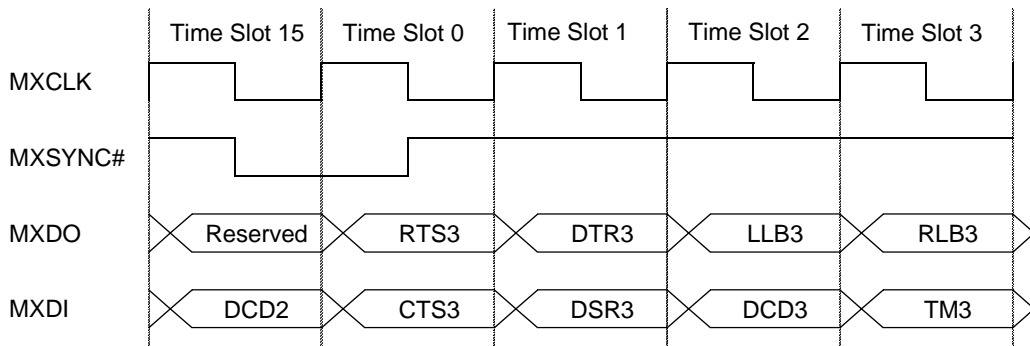 Time Slot 15 Time Slot 0 Time Slot 1 Time Slot 2 Time Slot 3
MXCLK
MXSYNC#
MXDO Reserved RTS3 DTR3 LLB3 RLB3
MXDI DCD2 CTS3 DSR3 DCD3 TM3